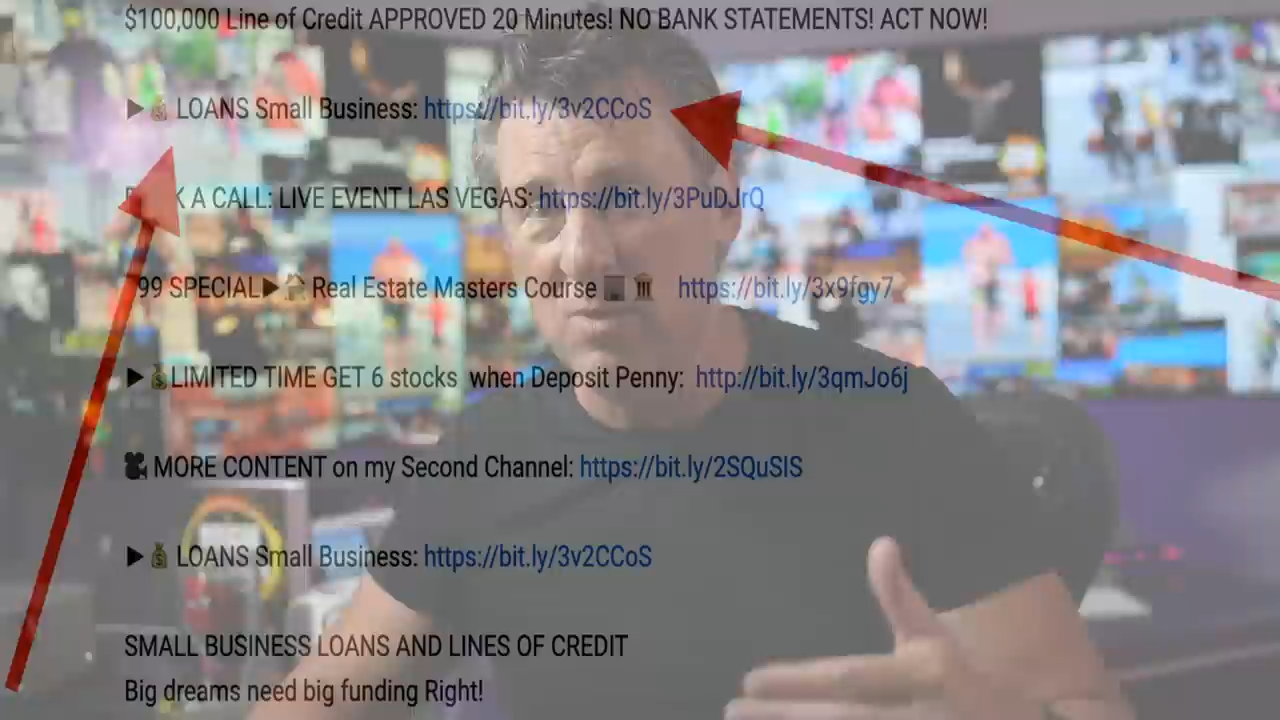 $100,000 Line of Credit APPROVED 20 Minutes! NO BANK STATEMENTS! ACT NOW!
▶💰 LOANS Small Business: https://bit.ly/3v2CCoS
K A CALL: LIVE EVENT LAS VEGAS: https://bit.ly/3PuDJrQ
99 SPECIAL▶🏠 Real Estate Masters Course 🏢🏛 https://bit.ly/3x9fgy7
▶💰LIMITED TIME GET 6 stocks when Deposit Penny: http://bit.ly/3qmJo6j
🎥 MORE CONTENT on my Second Channel: https://bit.ly/2SQuSIS
▶💰 LOANS Small Business: https://bit.ly/3v2CCoS
SMALL BUSINESS LOANS AND LINES OF CREDIT
Big dreams need big funding Right!